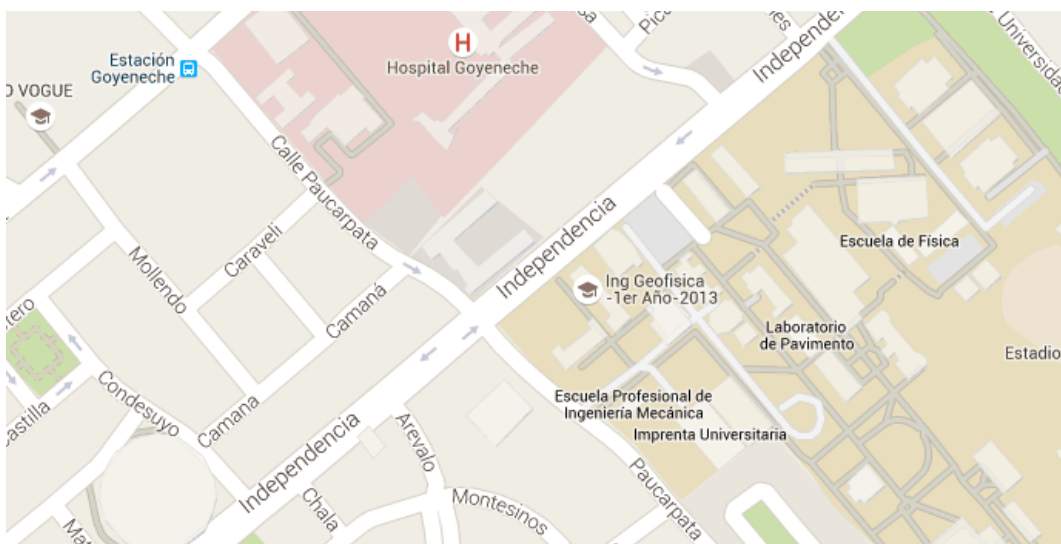 Estación
Goyeneche
H
Hospital Goyeneche
Independencia
O VOGUE
Calle Paucarpata
Independencia
Caraveli
Mollendo
Camaná
Escuela de Física
Ing Geofisica
-1er Año-2013
Laboratorio
de Pavimento
Estadio
Castilla
Condesuyo
Camana
Independencia
Arevalo
Escuela Profesional de
Ingeniería Mecánica
Imprenta Universitaria
Chala
Montesinos
Paucarpata
Universidad